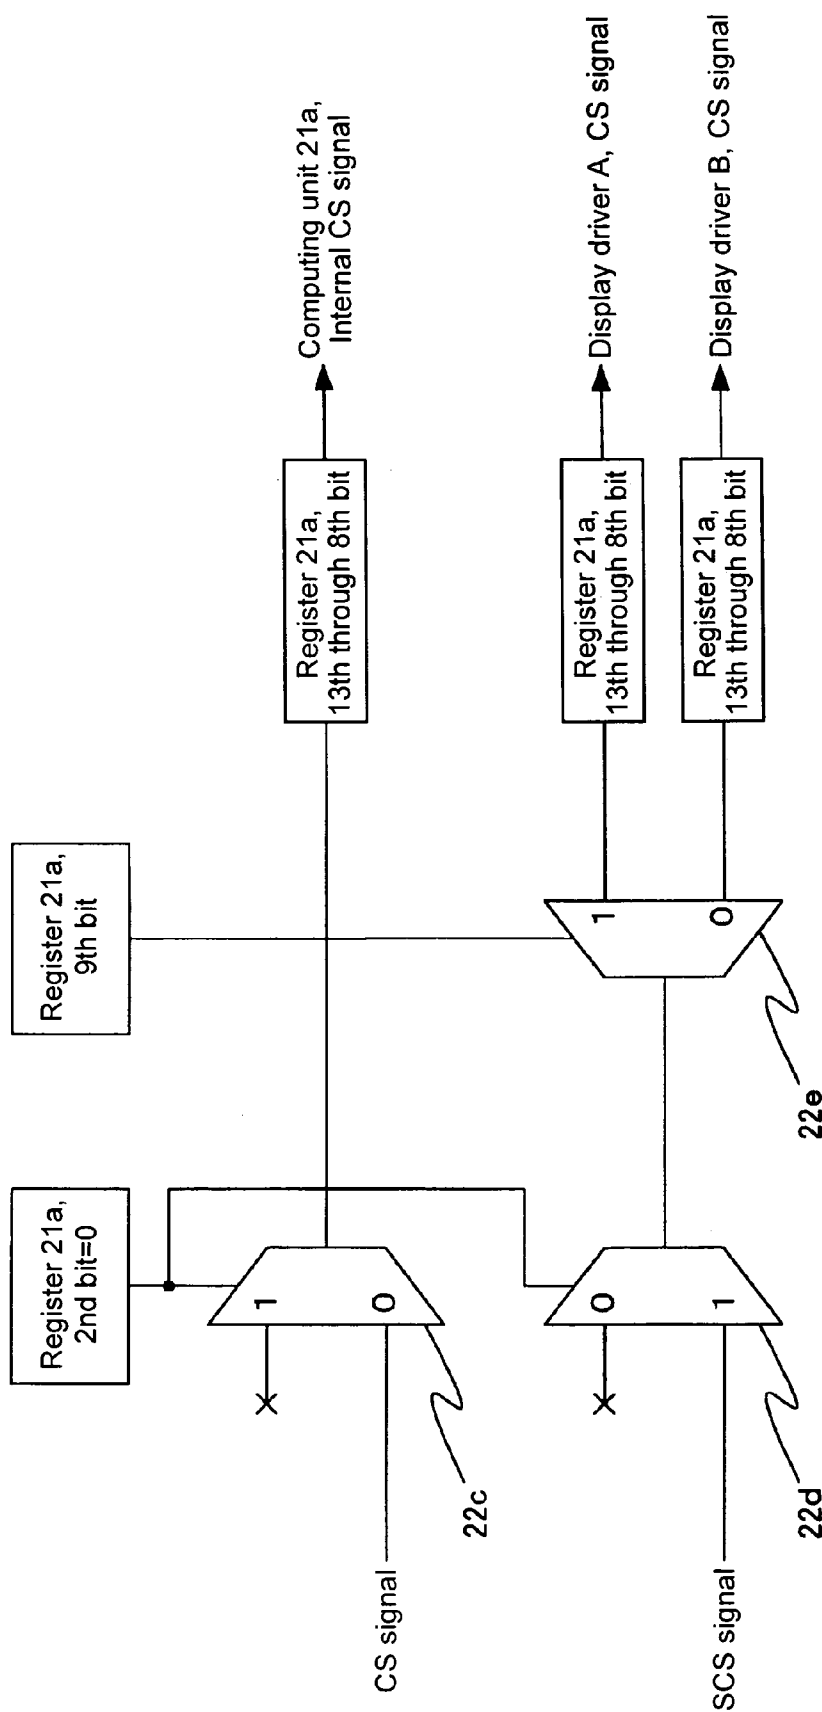 Register 21a,
2nd bit=0
Register 21a,
9th bit
1
0
CS signal
22c
Register 21a,
13th through 8th bit
Computing unit 21a,
Internal CS signal
0
1
SCS signal
22d
1
0
22e
Register 21a,
13th through 8th bit
Display driver A, CS signal
Register 21a,
13th through 8th bit
Display driver B, CS signal